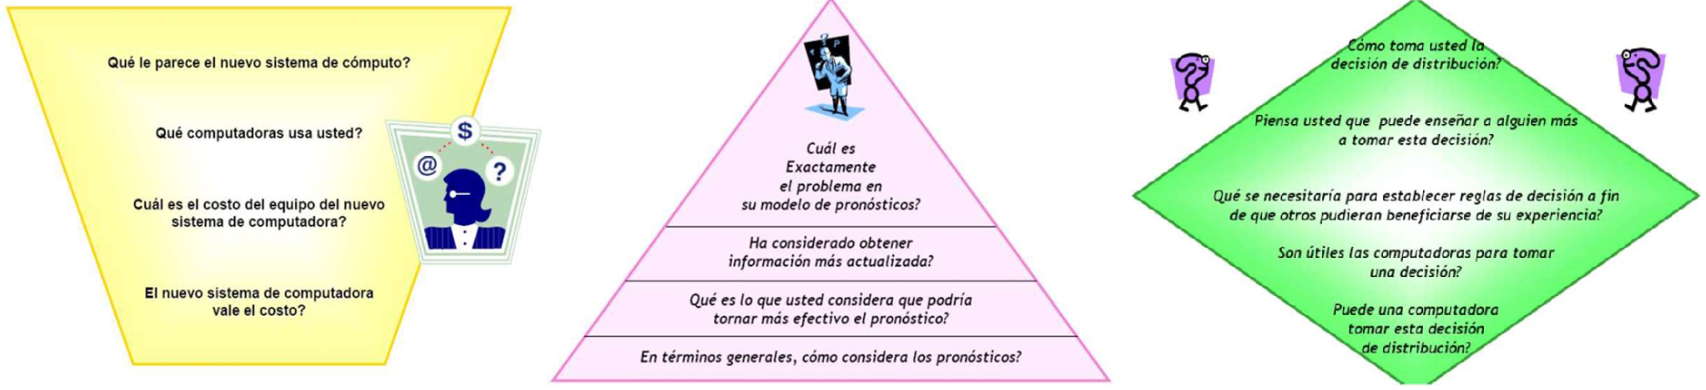 Qué le parece el nuevo sistema de cómputo?
Qué computadoras usa usted?
Cuál es el costo del equipo del nuevo
sistema de computadora?
El nuevo sistema de computadora
vale el costo?
@
$
?
Cuál es
Exactamente
el problema en
su modelo de pronósticos?
Ha considerado obtener
información más actualizada?
Qué es lo que usted considera que podría
tornar más efectivo el pronóstico?
En términos generales, cómo considera los pronósticos?
Cómo toma usted la
decisión de distribución?
Piensa usted que puede enseñar a alguien más
a tomar esta decisión?
Qué se necesitaría para establecer reglas de decisión a fin
de que otros pudieran beneficiarse de su experiencia?
Son útiles las computadoras para tomar
una decisión?
Puede una computadora
tomar esta decisión
de distribución?